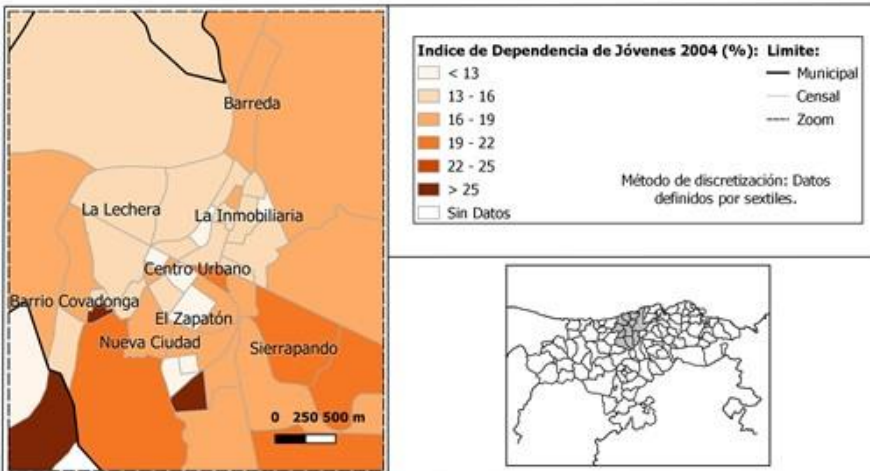 Barreda
La Lechera
La Inmobiliaria
Centro Urbano
Barrio Covadonga
El Zapatón
Nueva Ciudad
Sierrapando
0 250 500 m
Indice de Dependencia de Jóvenes 2004 (%):
< 13
13 - 16
16 - 19
19 - 22
22 - 25
> 25
Sin Datos
Limite:
Municipal
Censal
Zoom
Método de discretización: Datos
definidos por sextiles.